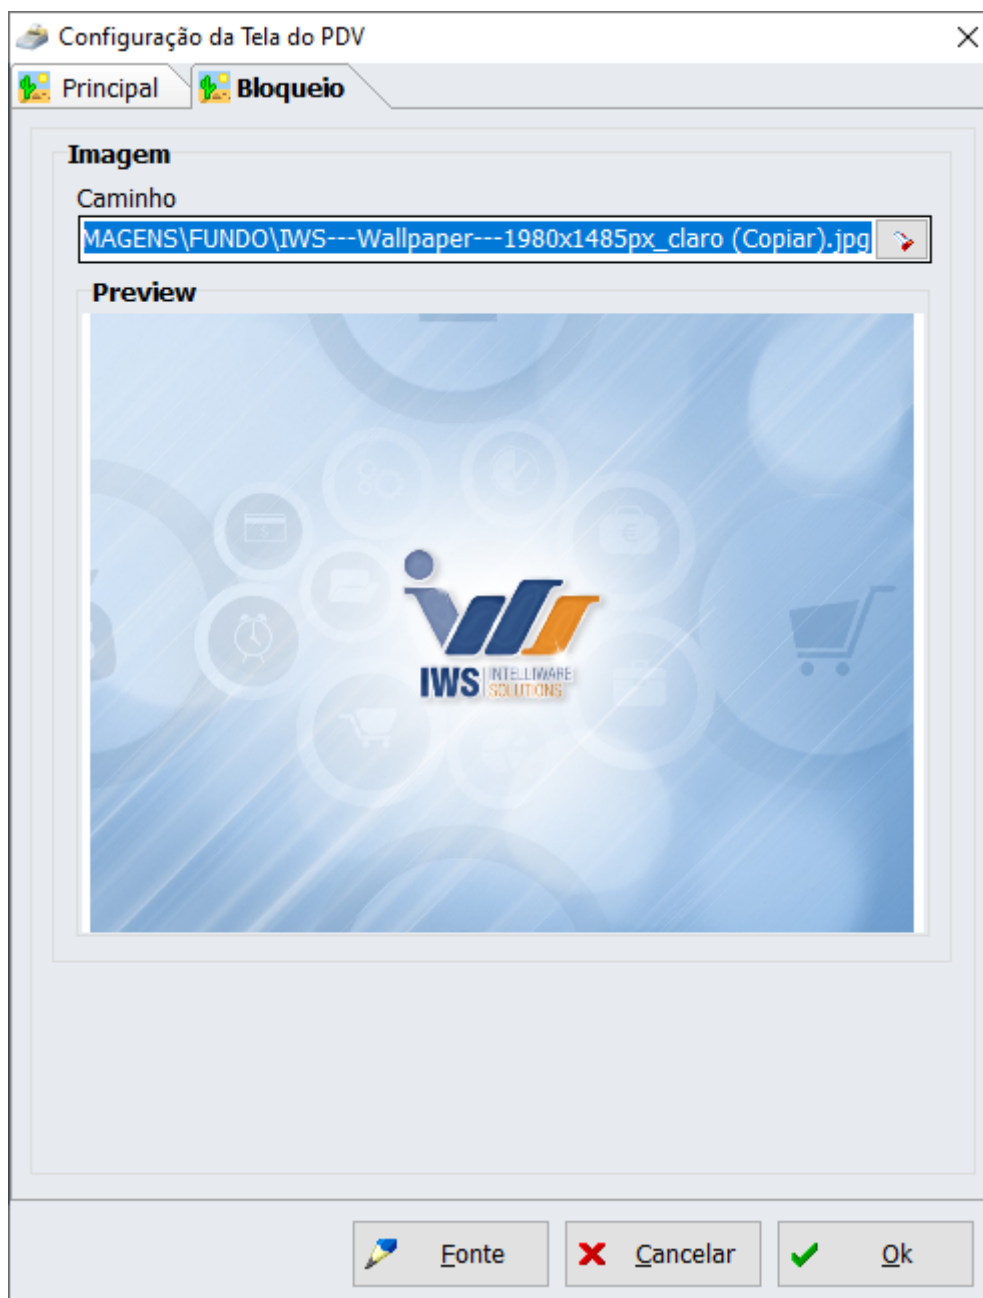 Configuração da Tela do PDV
Principal
Bloqueio
Imagem
Caminho
MAGENS\FUNDO\IWS---Wallpaper---1980x1485px_claro (Copiar).jpg
Preview
IWS INTELLIWARE
SOLUTIONS
Fonte
Cancelar
Ok